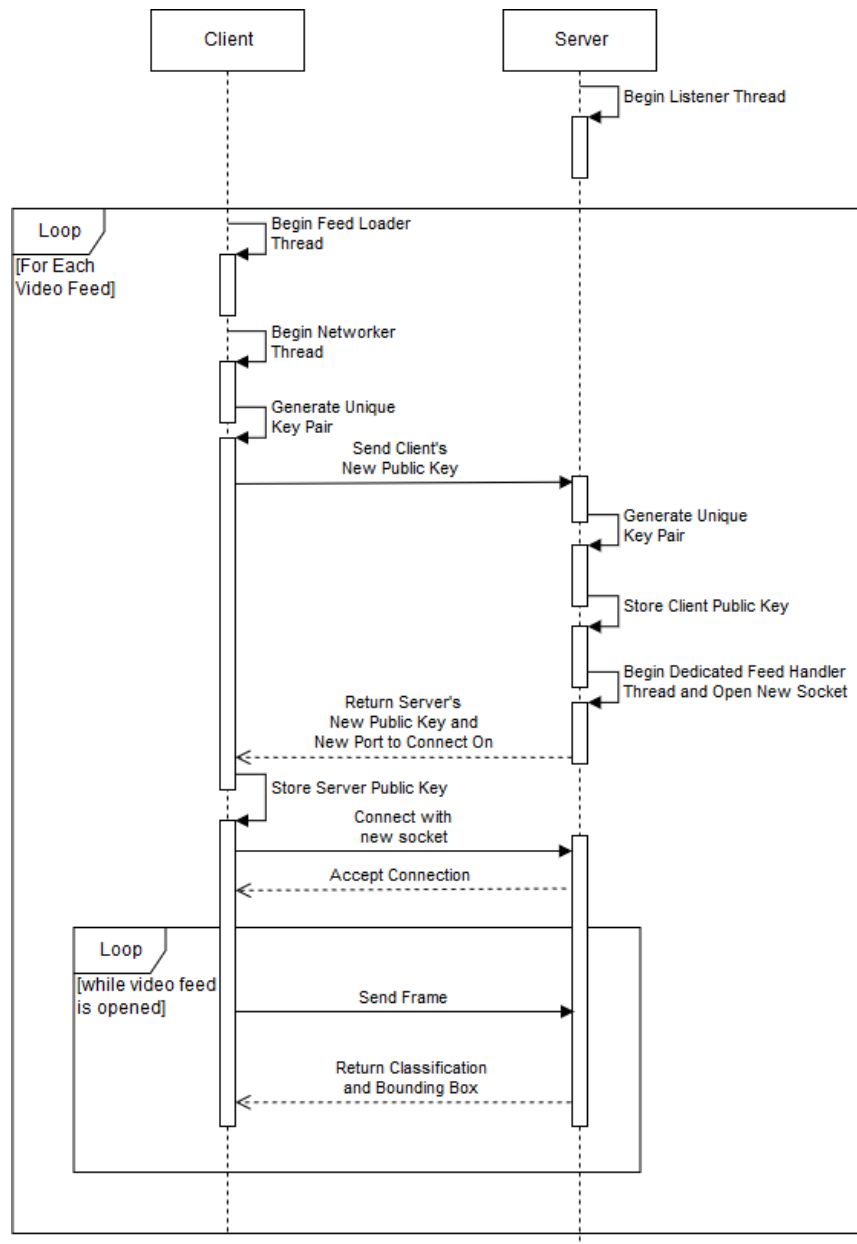 Client
Server
Begin Listener Thread
Loop
[For Each
Video Feed]
Begin Feed Loader
Thread
Begin Networker
Thread
Generate Unique
Key Pair
Send Client's
New Public Key
Generate Unique
Key Pair
Store Client Public Key
Begin Dedicated Feed Handler
Thread and Open New Socket
Return Server's
New Public Key and
New Port to Connect On
Store Server Public Key
Connect with
new socket
Accept Connection
Loop
[while video feed
is opened]
Send Frame
Return Classification
and Bounding Box